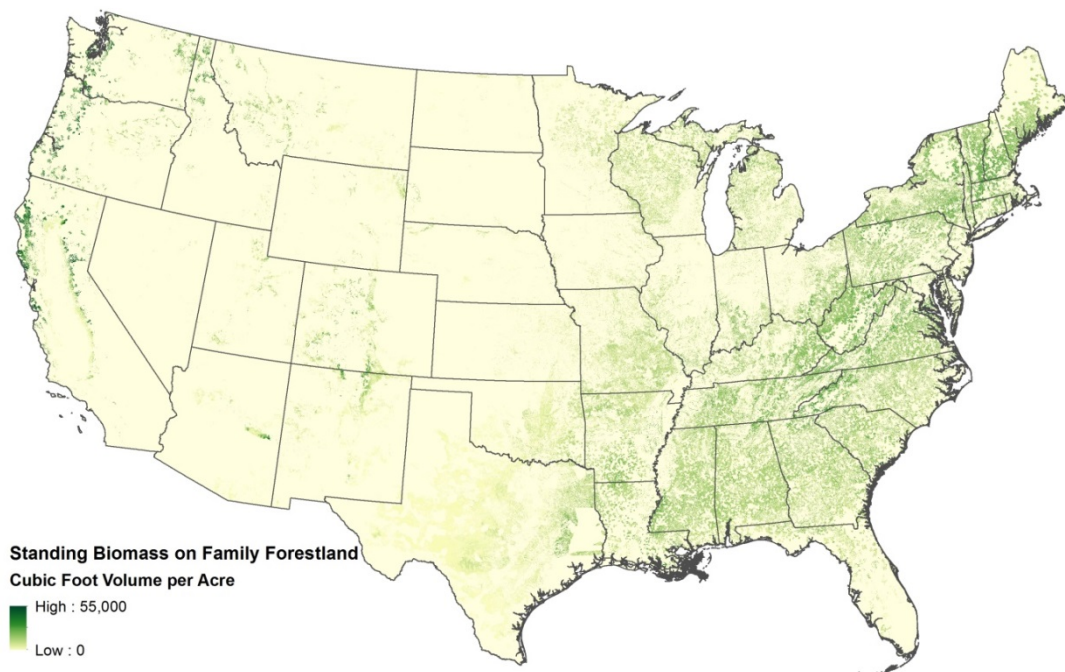 Standing Biomass on Family Forestland
Cubic Foot Volume per Acre
High : 55,000
Low : 0